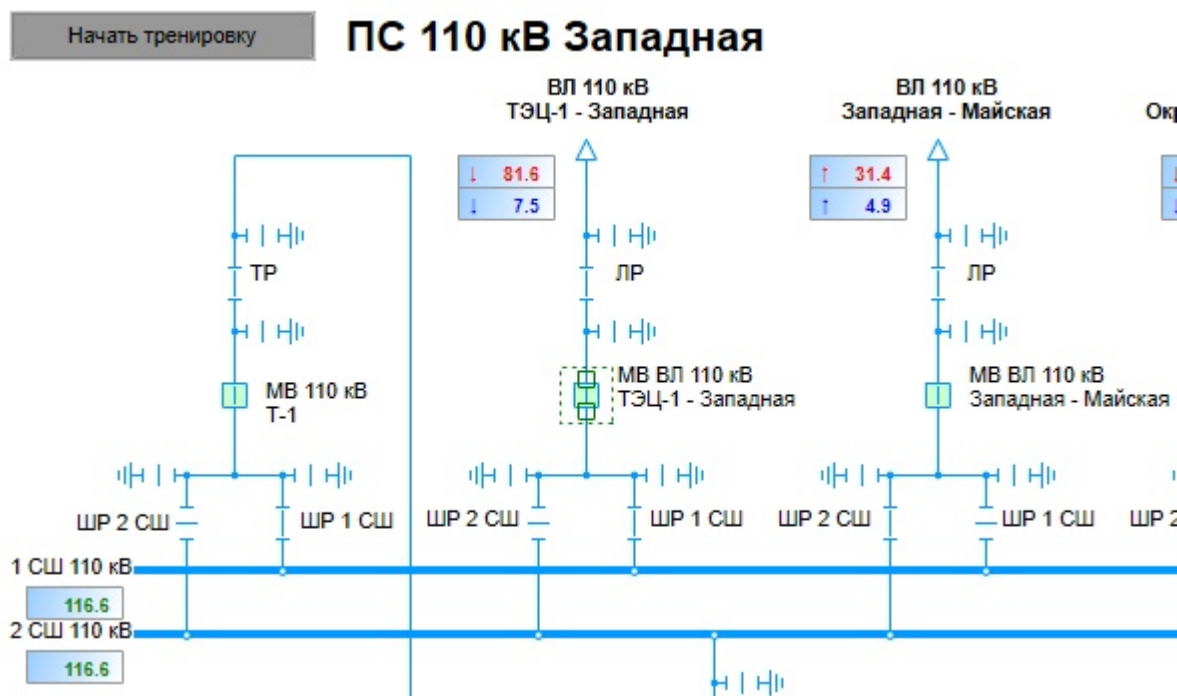 Начать тренировку
ПС 110 кВ Западная
ВЛ 110 кВ
ТЭЦ-1 - Западная
ВЛ 110 кВ
Западная - Майская
↓ 81.6
↓ 7.5
↑ 31.4
↑ 4.9
ТР
ЛР
ЛР
МВ 110 кВ
Т-1
МВ ВЛ 110 кВ
ТЭЦ-1 - Западная
МВ ВЛ 110 кВ
Западная - Майская
ШР 2 СШ
ШР 1 СШ
ШР 2 СШ
ШР 1 СШ
ШР 2 СШ
ШР 1 СШ
ШР 2
1 СШ 110 кВ
116.6
2 СШ 110 кВ
116.6